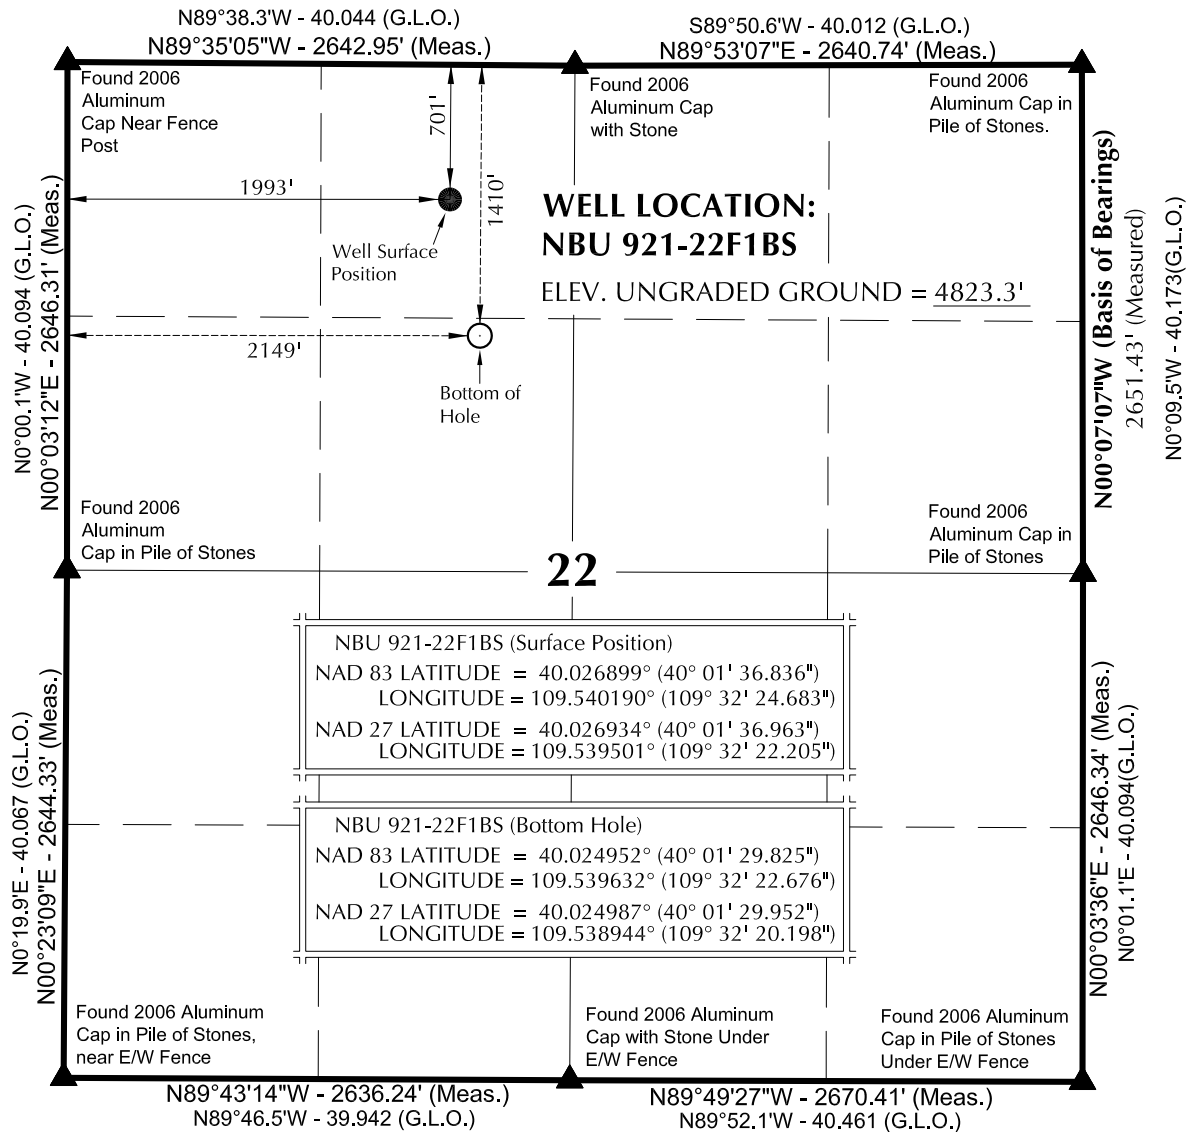 N89°38.3'W - 40.044 (G.L.O.)
N89°35'05"W - 2642.95' (Meas.)
S89°50.6'W - 40.012 (G.L.O.)
N89°53'07"E - 2640.74' (Meas.)
Found 2006
Aluminum
Cap Near Fence
Post
Found 2006
Aluminum Cap
with Stone
Found 2006
Aluminum Cap in
Pile of Stones.
701'
1410'
1993'
Well Surface
Position
WELL LOCATION:
NBU 921-22F1BS
ELEV. UNGRADED GROUND = 4823.3'
2149'
Bottom of
Hole
N0°00.1'W - 40.094 (G.L.O.)
N00°03'12"E - 2646.31' (Meas.)
N00°07'07"W (Basis of Bearings)
2651.43' (Measured)
N0°09.5'W - 40.173(G.L.O.)
Found 2006
Aluminum
Cap in Pile of Stones
Found 2006
Aluminum Cap in
Pile of Stones
22
NBU 921-22F1BS (Surface Position)
NAD 83 LATITUDE = 40.026899° (40° 01' 36.836")
LONGITUDE = 109.540190° (109° 32' 24.683")
NAD 27 LATITUDE = 40.026934° (40° 01' 36.963")
LONGITUDE = 109.539501° (109° 32' 22.205")
NBU 921-22F1BS (Bottom Hole)
NAD 83 LATITUDE = 40.024952° (40° 01' 29.825")
LONGITUDE = 109.539632° (109° 32' 22.676")
NAD 27 LATITUDE = 40.024987° (40° 01' 29.952")
LONGITUDE = 109.538944° (109° 32' 20.198")
N0°19.9'E - 40.067 (G.L.O.)
N00°23'09"E - 2644.33' (Meas.)
N00°03'36"E - 2646.34' (Meas.)
N0°01.1'E - 40.094(G.L.O.)
Found 2006 Aluminum
Cap in Pile of Stones,
near E/W Fence
Found 2006 Aluminum
Cap with Stone Under
E/W Fence
Found 2006 Aluminum
Cap in Pile of Stones
Under E/W Fence
N89°43'14"W - 2636.24' (Meas.)
N89°46.5'W - 39.942 (G.L.O.)
N89°49'27"W - 2670.41' (Meas.)
N89°52.1'W - 40.461 (G.L.O.)